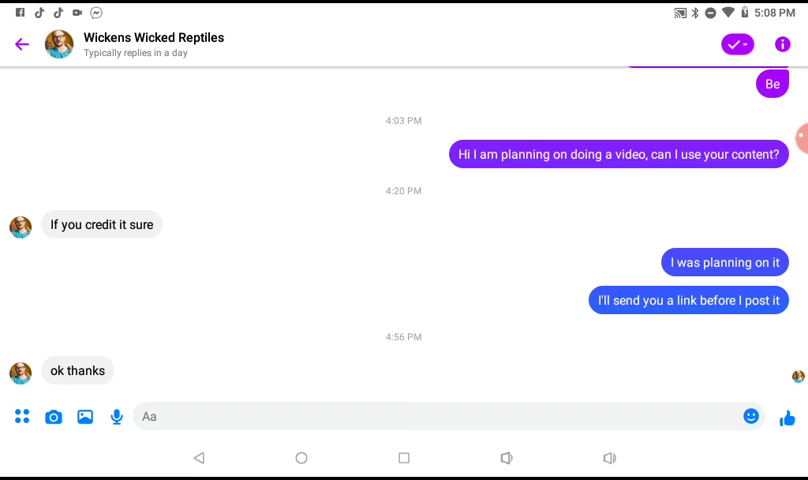 5:08 PM
Wickens Wicked Reptiles
Typically replies in a day
Be
4:03 PM
Hi I am planning on doing a video, can I use your content?
4:20 PM
If you credit it sure
I was planning on it
I'll send you a link before I post it
4:56 PM
ok thanks
Aa